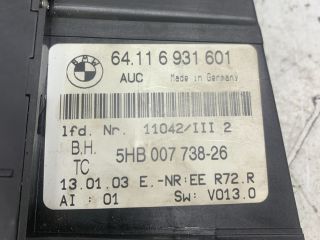 BMW
64.11 6 931 601
AUC Made in Germany
lfd. Nr. 11042/III 2
B.H. 5HB 007 738-26
TC
13.01.03 E.-NR:EE R72.R
AI : 01 SW: V013.0